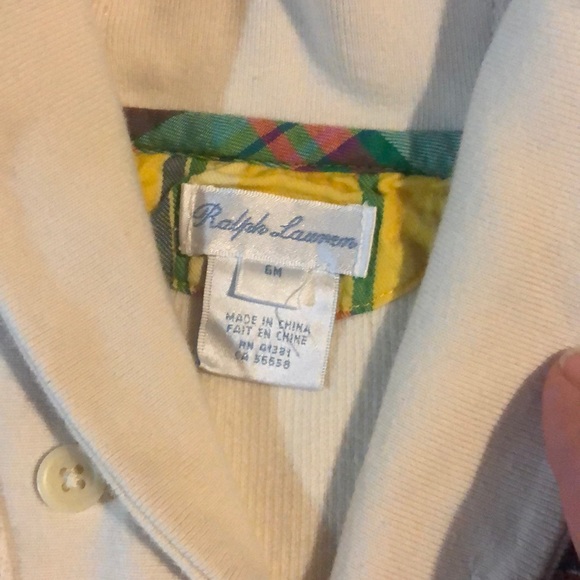 Ralph Lauren
6M
MADE IN CHINA
FAIT EN CHINE
RN 41381
CA 56658